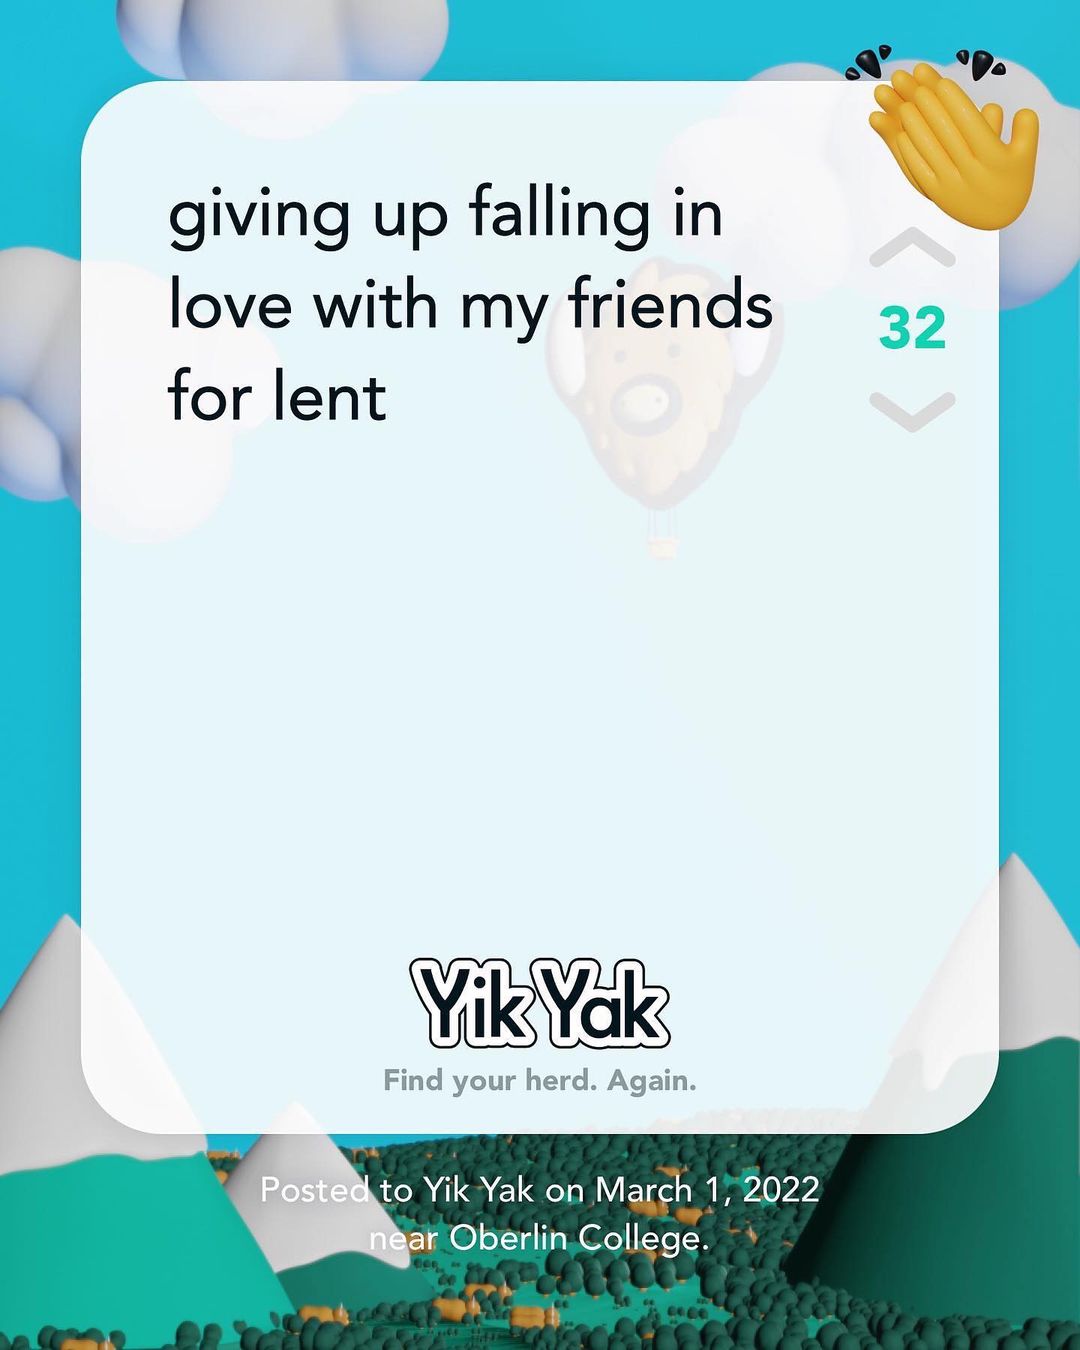 giving up falling in
love with my friends
for lent
32
Yik Yak
Find your herd. Again.
Posted to Yik Yak on March 1, 2022
near Oberlin College.